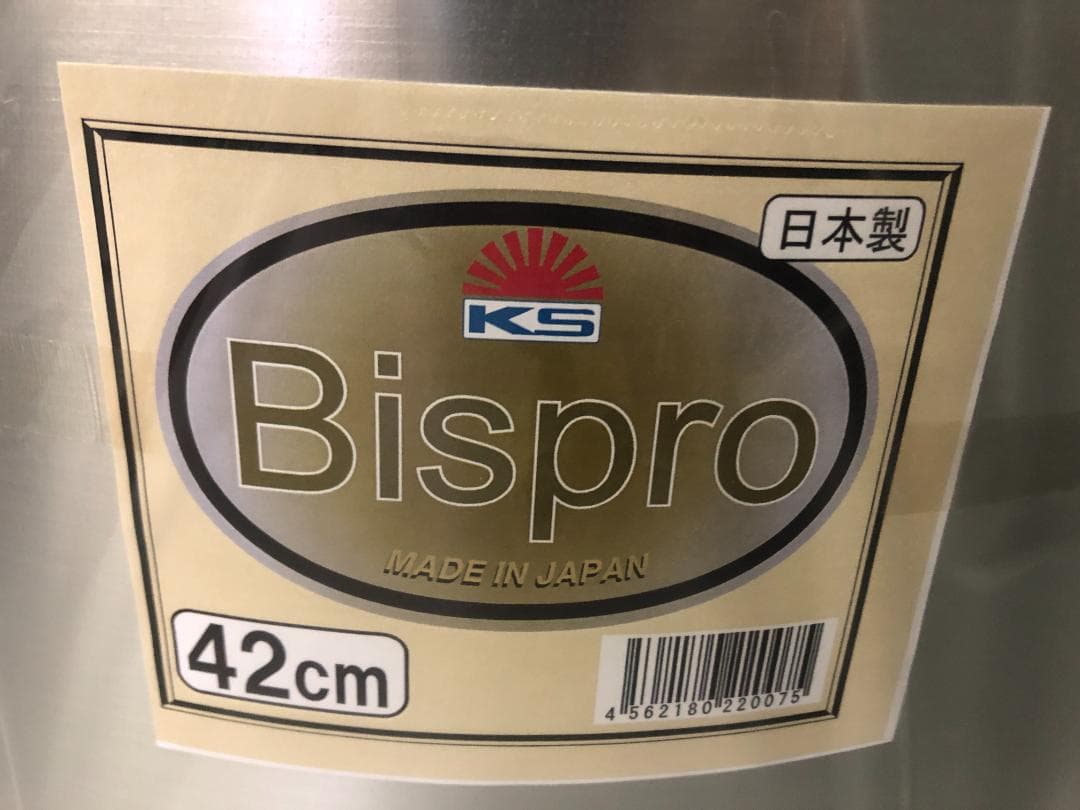 日本製
KS
Bispro
MADE IN JAPAN
42cm
4 562180 220075